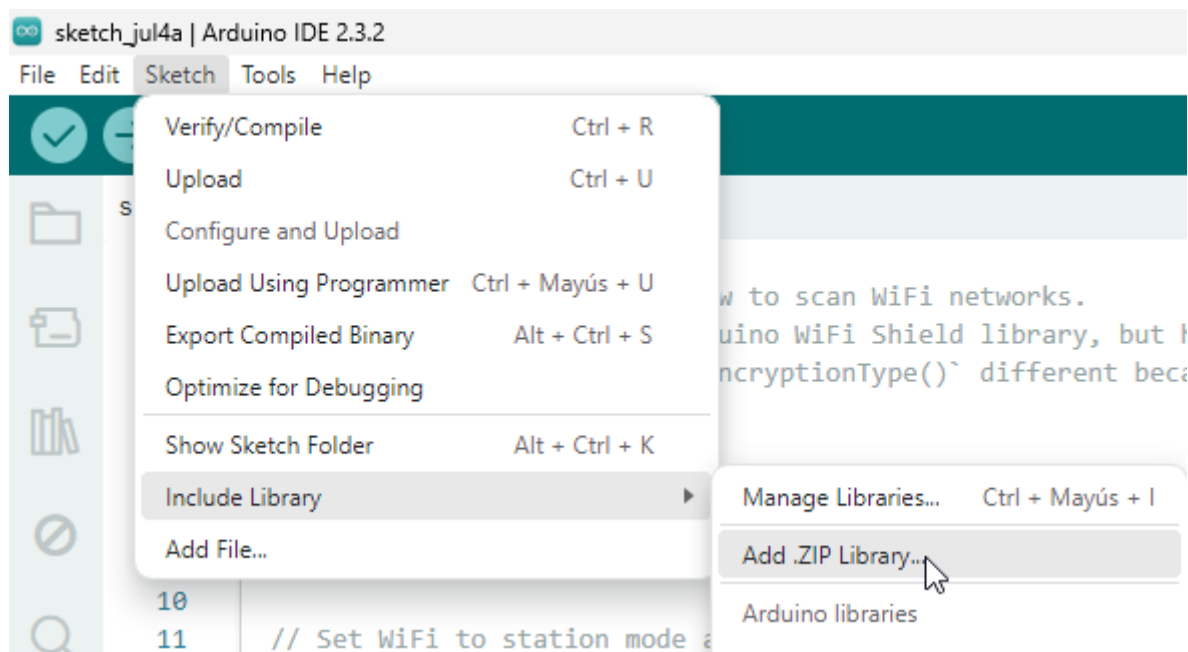 sketch_jul4a | Arduino IDE 2.3.2
File Edit Sketch Tools Help
Verify/Compile Ctrl + R
Upload Ctrl + U
s
Configure and Upload
Upload Using Programmer Ctrl + Mayús + U
w to scan WiFi networks.
Export Compiled Binary Alt + Ctrl + S
uino WiFi Shield library, but
Optimize for Debugging
ncryptionType()` different beca
Show Sketch Folder Alt + Ctrl + K
Include Library
Manage Libraries... Ctrl + Mayús + I
Add File...
Add .ZIP Library...
10
Arduino libraries
11 // Set WiFi to station mode